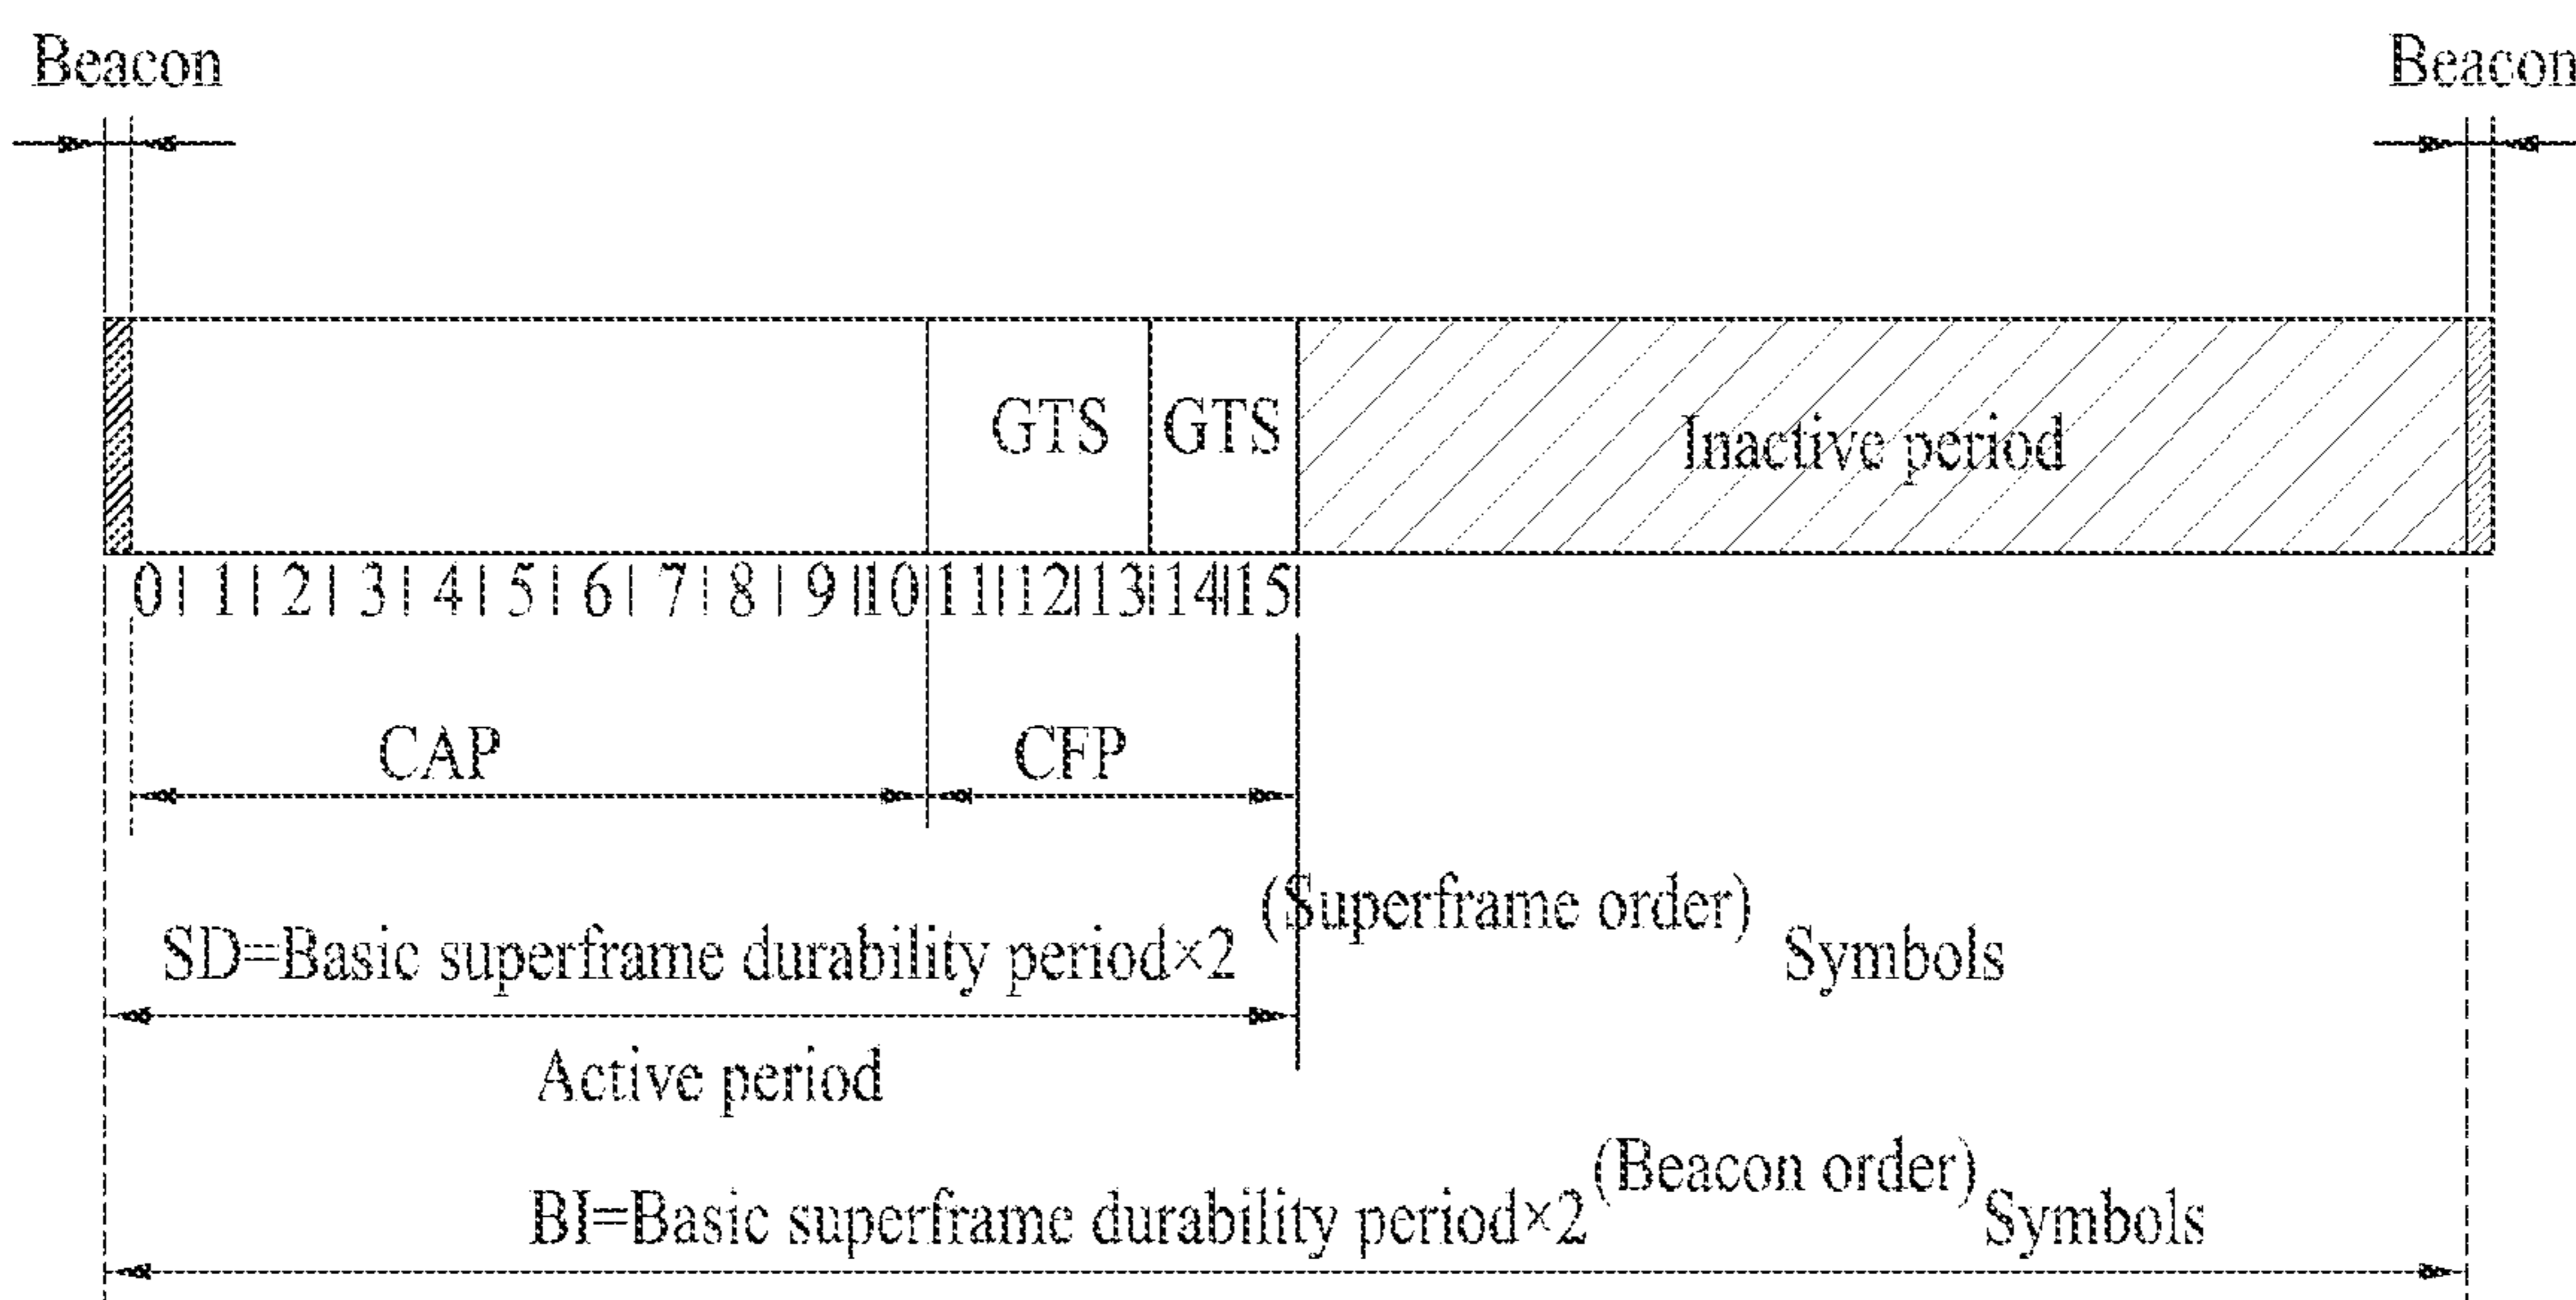 Beacon Beacon
GTS GTS Inactive period
0 1 2 3 4 5 6 7 8 9 10 11 12 13 14 15
CAP CFP
SD=Basic superframe durability period×2 (Superframe order) Symbols
Active period
BI=Basic superframe durability period×2 (Beacon order) Symbols